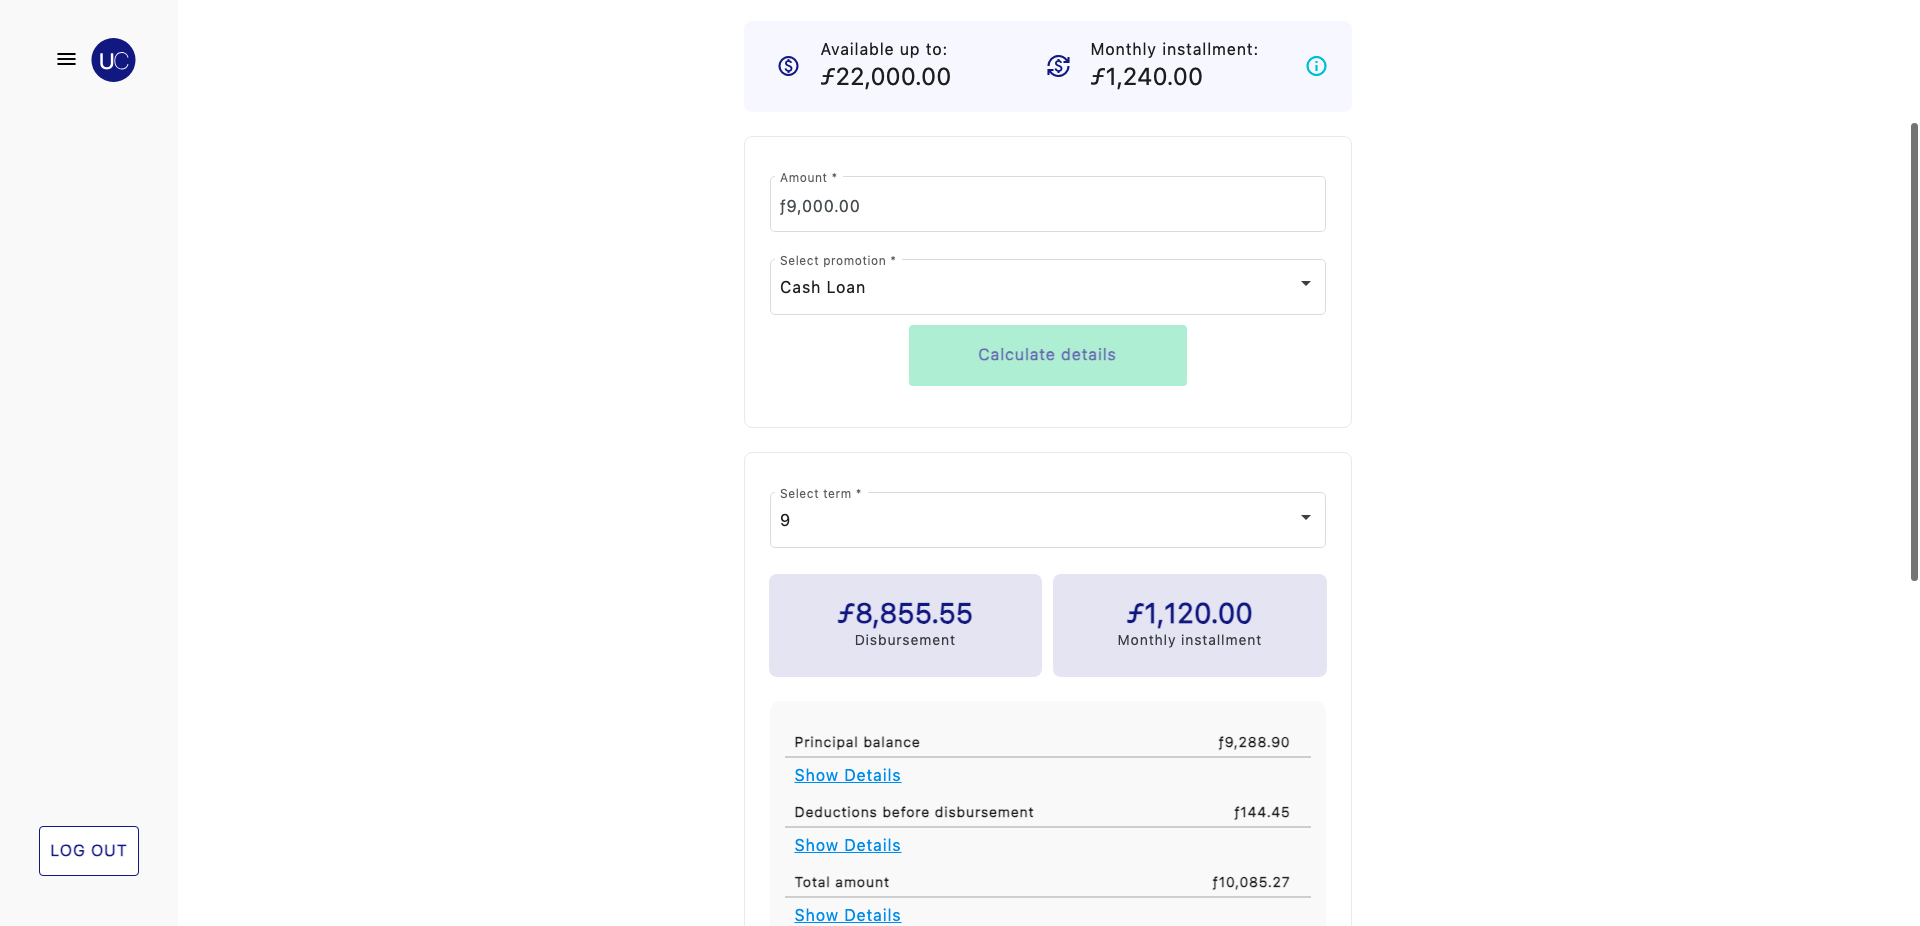 UC
Available up to:
ƒ22,000.00
Monthly installment:
ƒ1,240.00
Amount *
ƒ9,000.00
Select promotion *
Cash Loan
Calculate details
Select term *
9
ƒ8,855.55
Disbursement
ƒ1,120.00
Monthly installment
Principal balance ƒ9,288.90
Show Details
Deductions before disbursement ƒ144.45
Show Details
Total amount ƒ10,085.27
Show Details
LOG OUT